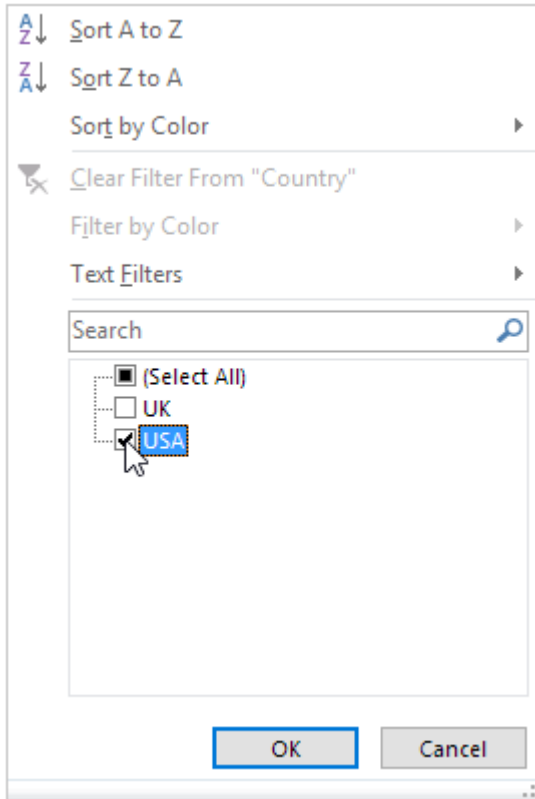 Sort A to Z
Sort Z to A
Sort by Color
Clear Filter From "Country"
Filter by Color
Text Filters
Search
(Select All)
UK
USA
OK Cancel